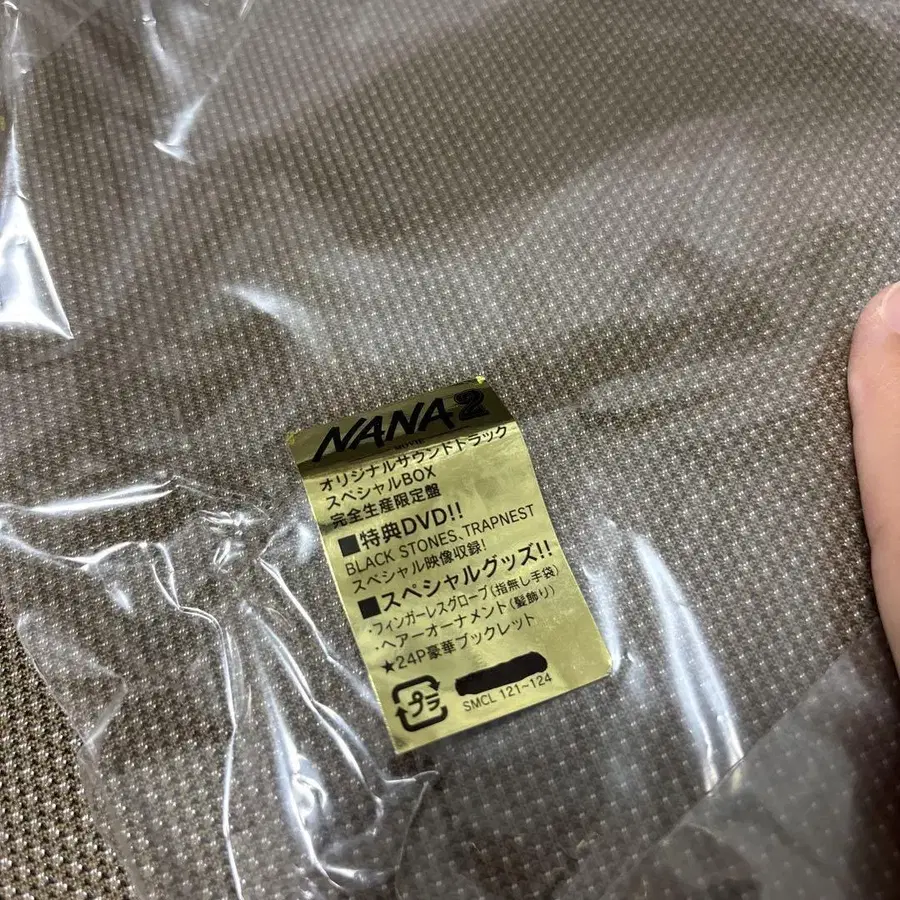 NANA2
MOVIE
オリジナルサウンドトラック
スペシャルBOX
完全生産限定盤
■特典DVD!!
BLACK STONES、TRAPNEST
スペシャル映像収録!
■スペシャルグッズ!!
・フィンガーレスグローブ(指無し手袋)
・ヘアーオーナメント(髪飾り)
★24P豪華ブックレット
プラ
SMCL 121~124